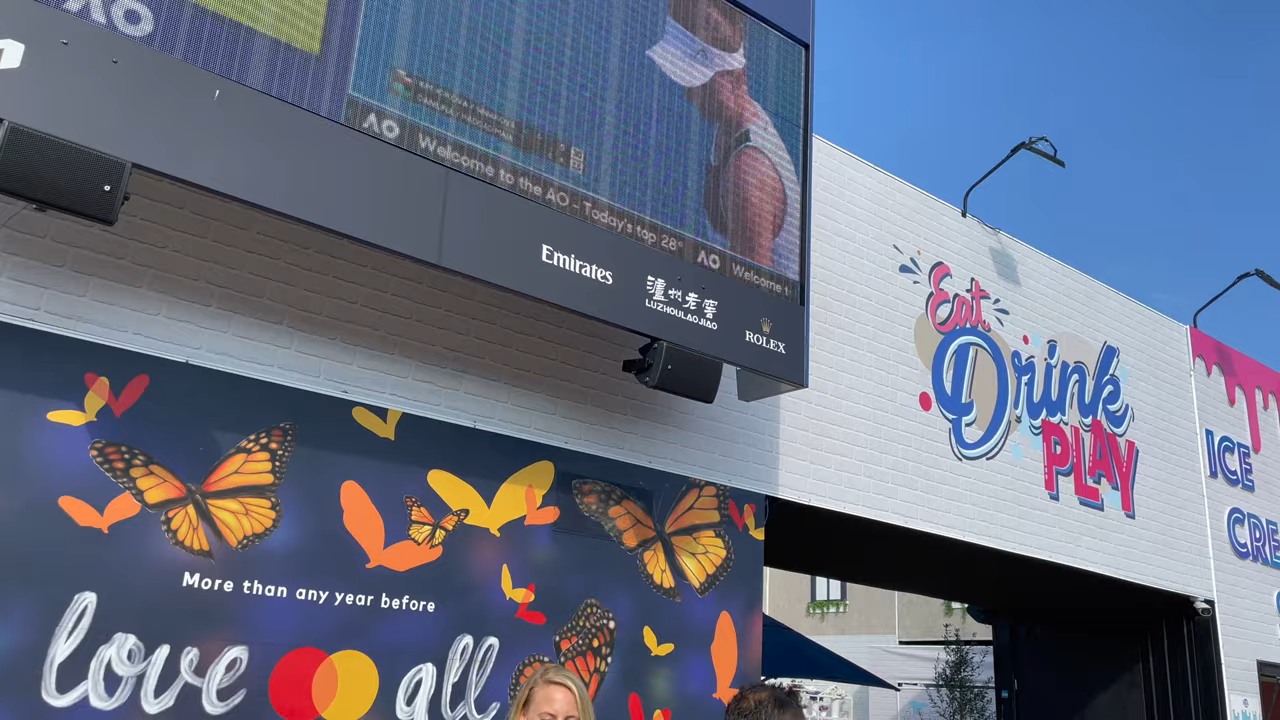 AO
AO Welcome to the AO - Today's top 28° AO Welcome t
Emirates
泸州老窖
LUZHOULAOJIAO
ROLEX
Eat
Drink
PLAY
ICE
CRE
More than any year before
love all